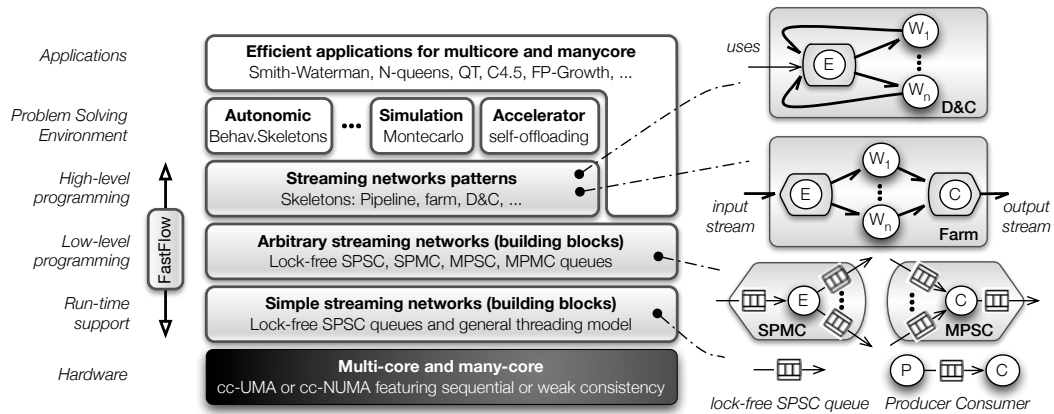 Applications
Efficient applications for multicore and manycore
Smith-Waterman, N-queens, QT, C4.5, FP-Growth, ...
Problem Solving
Environment
Autonomic
Behav.Skeletons
...
Simulation
Montecarlo
Accelerator
self-offloading
High-level
programming
Streaming networks patterns
Skeletons: Pipeline, farm, D&C, ...
Low-level
programming
Arbitrary streaming networks (building blocks)
Lock-free SPSC, SPMC, MPSC, MPMC queues
Run-time
support
Simple streaming networks (building blocks)
Lock-free SPSC queues and general threading model
Hardware
Multi-core and many-core
cc-UMA or cc-NUMA featuring sequential or weak consistency
FastFlow
uses
E
W1
Wn
D&C
input
stream
E
W1
Wn
C
Farm
output
stream
E
SPMC
C
MPSC
lock-free SPSC queue
P
C
Producer Consumer